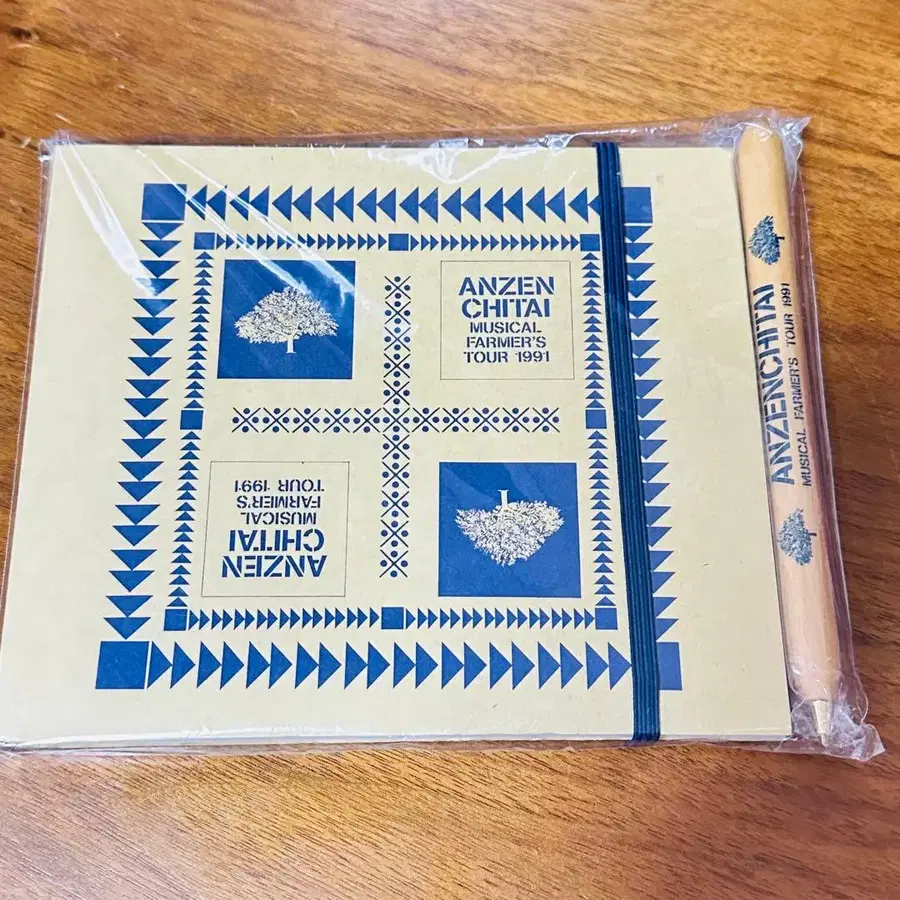 ANZEN
CHITAI
MUSICAL
FARMER'S
TOUR 1991
ANZEN
CHITAI
MUSICAL
FARMER'S
TOUR 1991
ANZENCHITAI
MUSICAL FARMER'S TOUR 1991